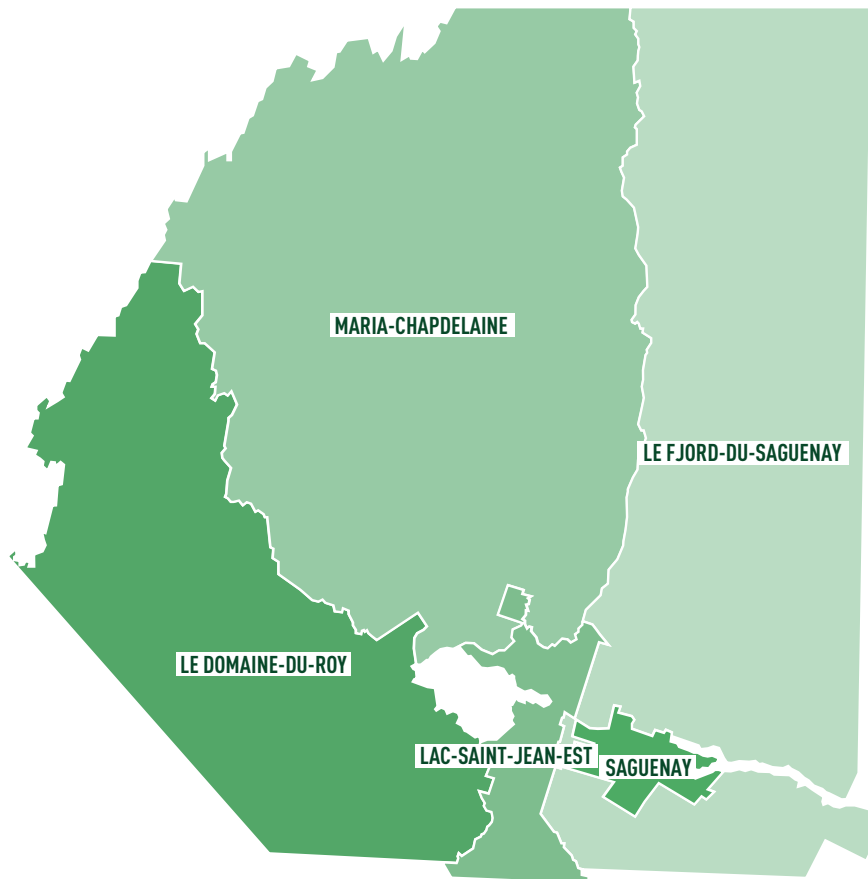 MARIA-CHAPDELAINE
LE FJORD-DU-SAGUENAY
LE DOMAINE-DU-ROY
LAC-SAINT-JEAN-EST
SAGUENAY